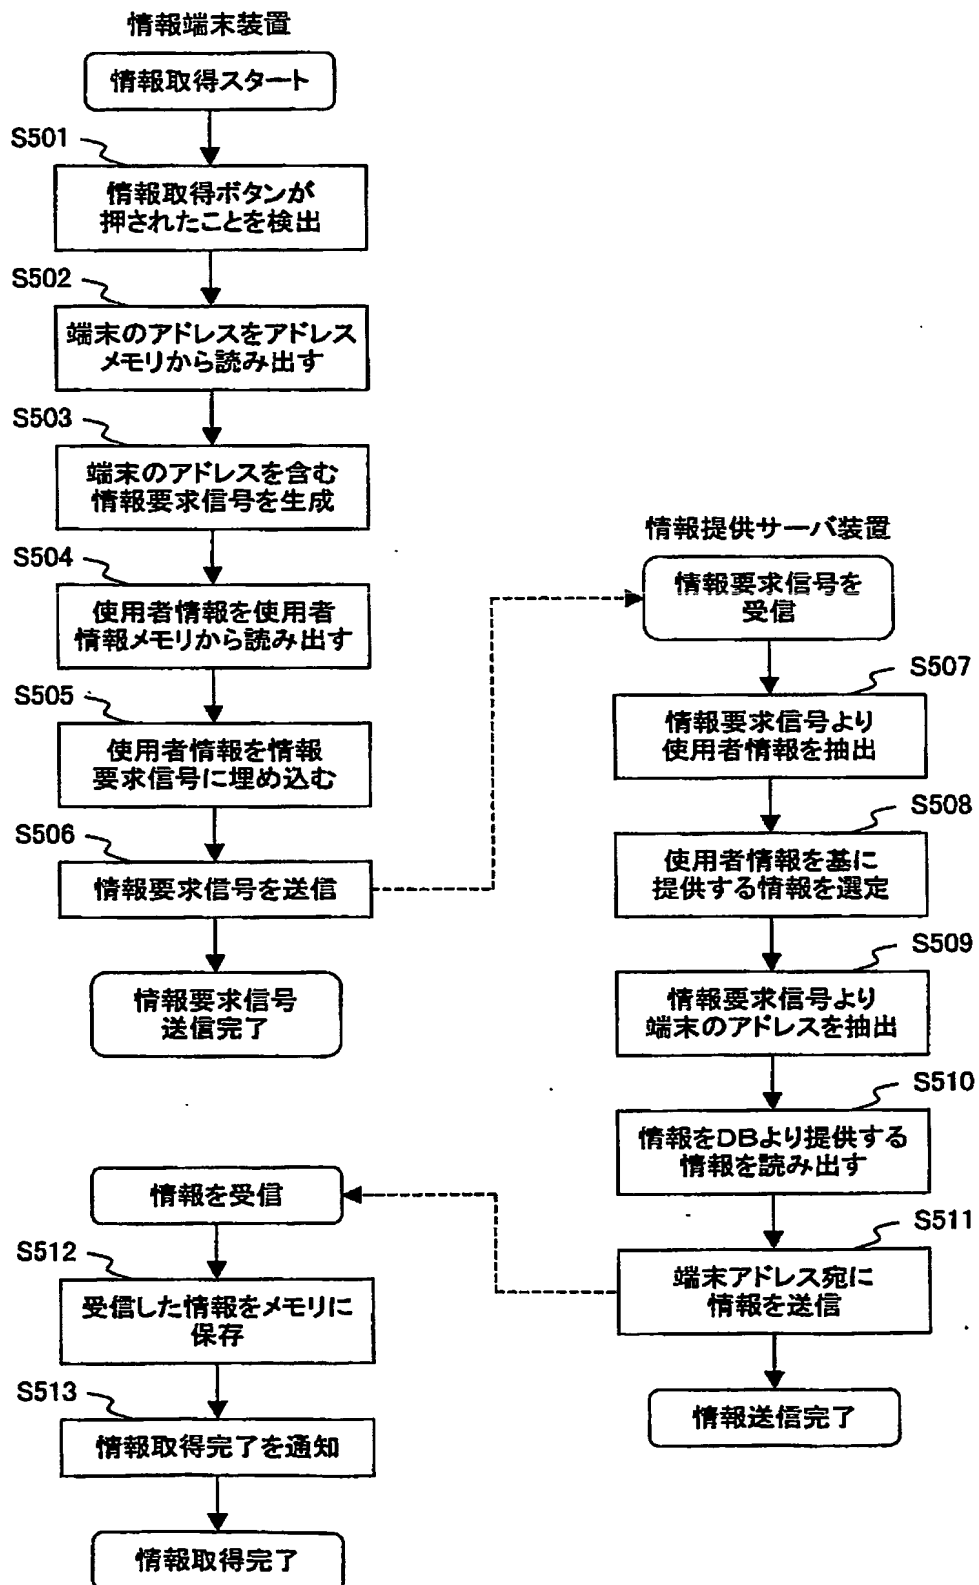 情報端末装置
情報取得スタート
S501
情報取得ボタンが
押されたことを検出
S502
端末のアドレスをアドレス
メモリから読み出す
S503
端末のアドレスを含む
情報要求信号を生成
S504
使用者情報を使用者
情報メモリから読み出す
S505
使用者情報を情報
要求信号に埋め込む
S506
情報要求信号を送信
情報要求信号
送信完了
情報提供サーバ装置
情報要求信号を
受信
S507
情報要求信号より
使用者情報を抽出
S508
使用者情報を基に
提供する情報を選定
S509
情報要求信号より
端末のアドレスを抽出
S510
情報をDBより提供する
情報を読み出す
S511
端末アドレス宛に
情報を送信
情報送信完了
情報を受信
S512
受信した情報をメモリに
保存
S513
情報取得完了を通知
情報取得完了